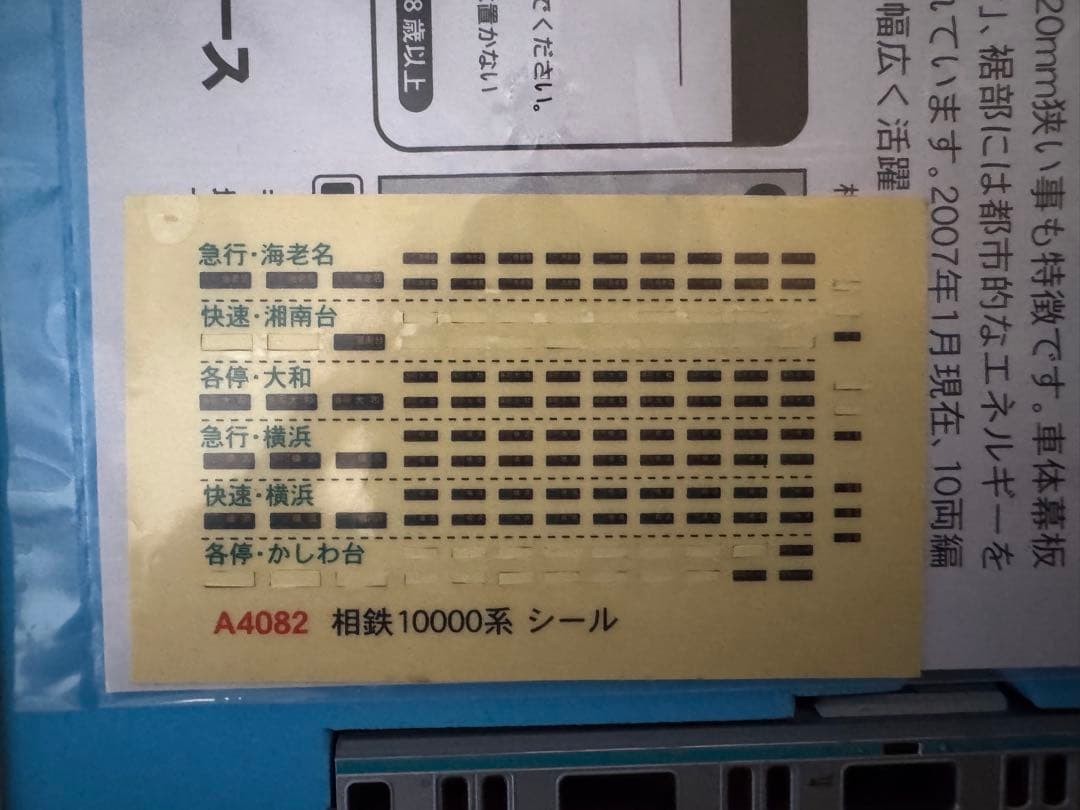 急行・海老名
快速・湘南台
各停・大和
急行・横浜
快速・横浜
各停・かしわ台
A4082 相鉄10000系 シール
ース
8歳以上
置かない
でください。
20mm狭い事も特徴です。車体幕板
」、裾部には都市的なエネルギーを
れています。2007年1月現在、10両編
幅広く活躍